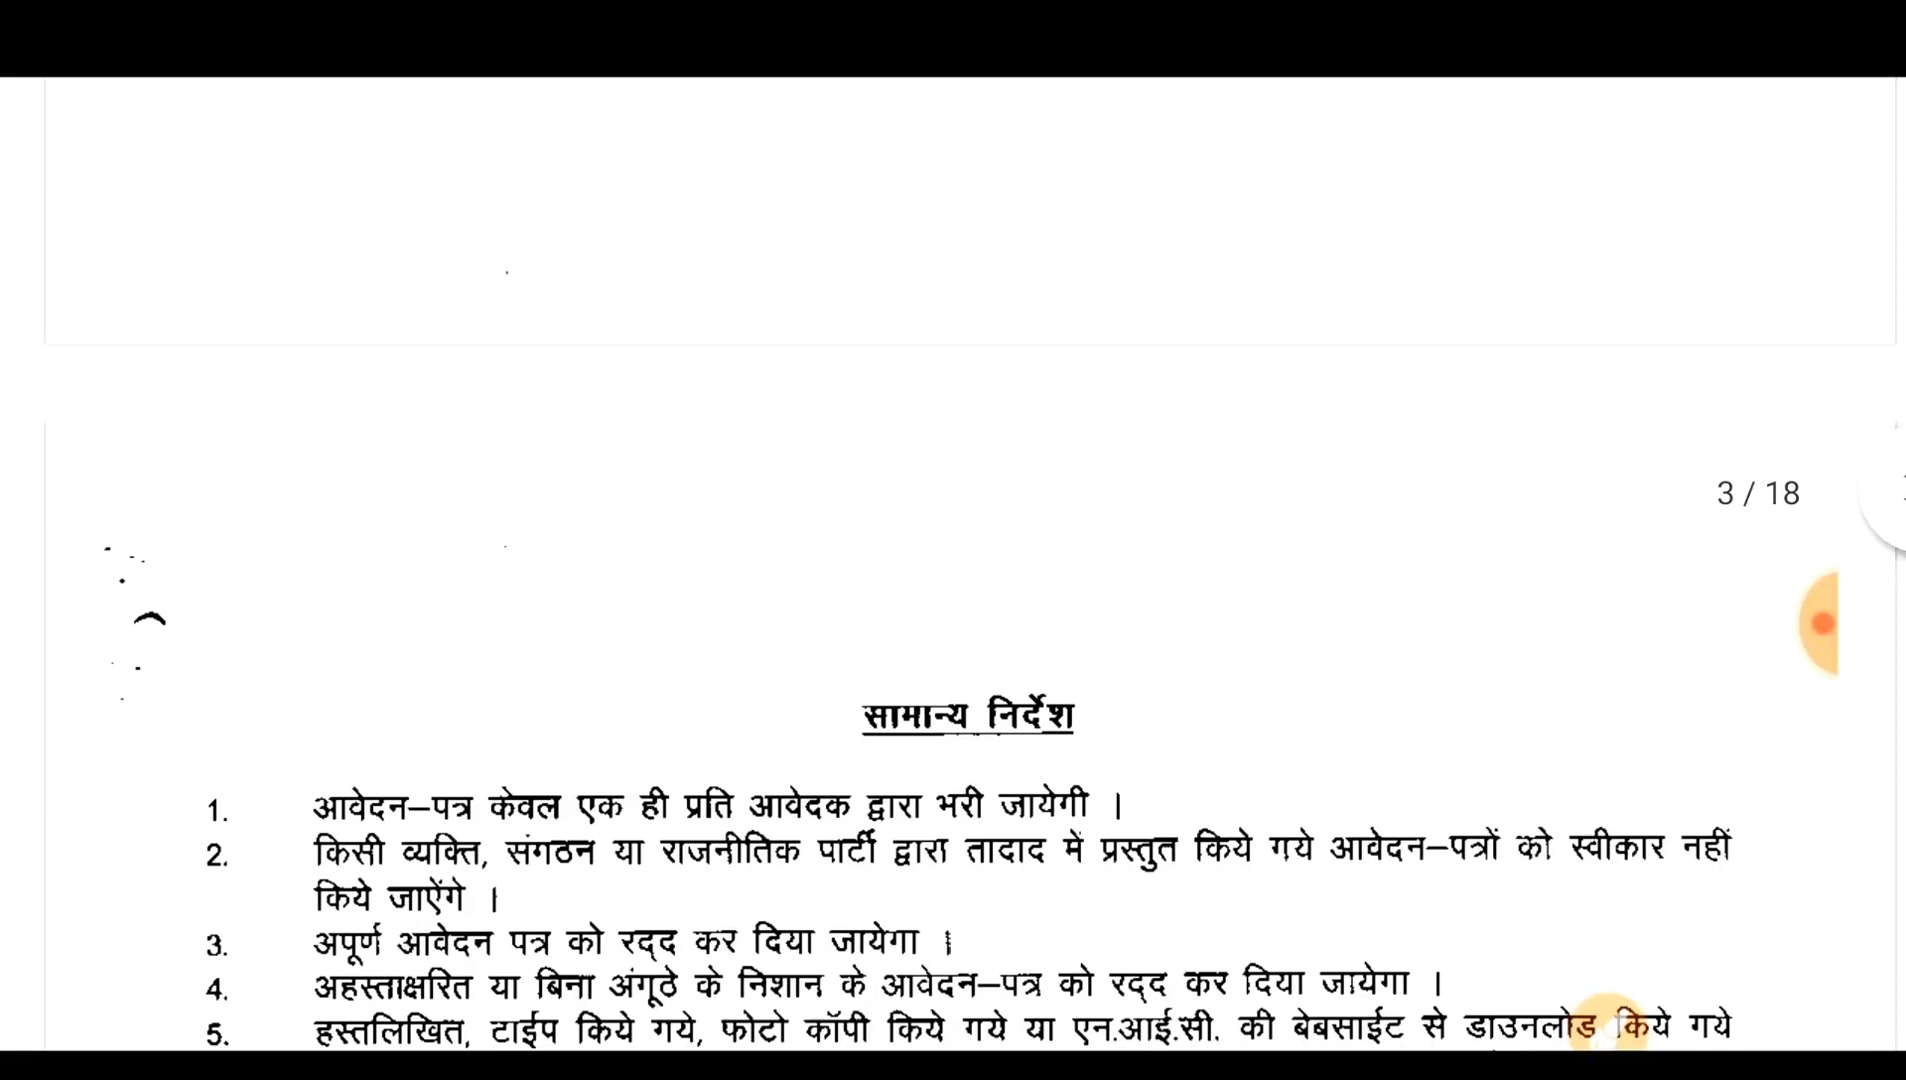 3 / 18
सामान्य निर्देश
1. आवेदन–पत्र केवल एक ही प्रति आवेदक द्वारा भरी जायेगी ।
2. किसी व्यक्ति, संगठन या राजनीतिक पार्टी द्वारा तादाद में प्रस्तुत किये गये आवेदन–पत्रों को स्वीकार नहीं
किये जाऐंगे ।
3. अपूर्ण आवेदन पत्र को रद्द कर दिया जायेगा ।
4. अहस्ताक्षरित या बिना अंगूठे के निशान के आवेदन–पत्र को रद्द कर दिया जायेगा ।
5. हस्तलिखित, टाईप किये गये, फोटो कॉपी किये गये या एन.आई.सी. की बेबसाईट से डाउनलोड किये गये